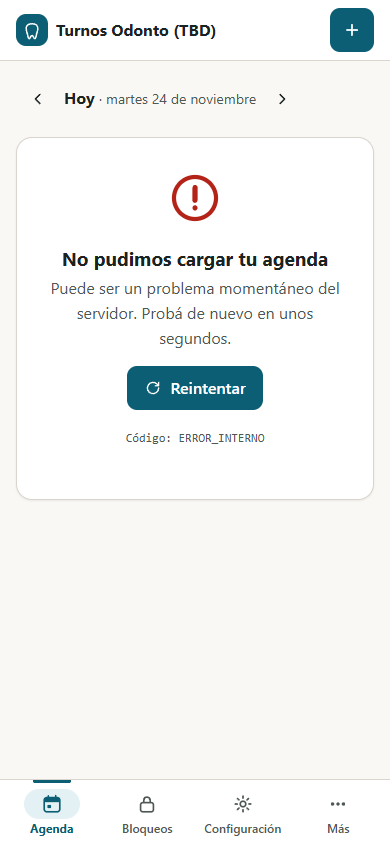 Turnos Odonto (TBD)
Hoy · martes 24 de noviembre
No pudimos cargar tu agenda
Puede ser un problema momentáneo del
servidor. Probá de nuevo en unos
segundos.
Reintentar
Código: ERROR_INTERNO
Agenda
Bloqueos
Configuración
Más